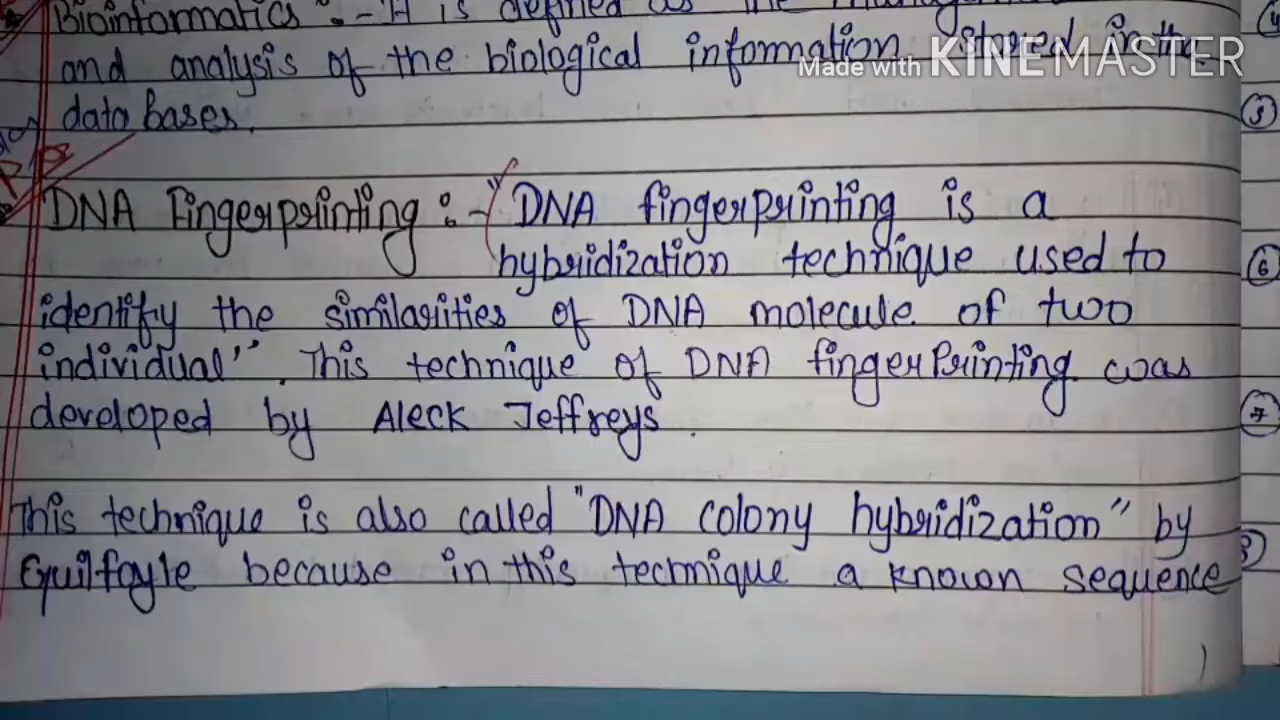 Bioinformatics :- It is defined as the
and analysis of the biological information stored in the
Made with KINEMASTER
data bases.
DNA Fingerprinting :- "DNA fingerprinting is a
hybridization technique used to
identify the similarities of DNA molecule of two
individual". This technique of DNA fingerPrinting was
developed by Aleck Jeffreys.
This technique is also called "DNA colony hybridization" by
Guilfoyle because in this technique a known sequence
5
6
7